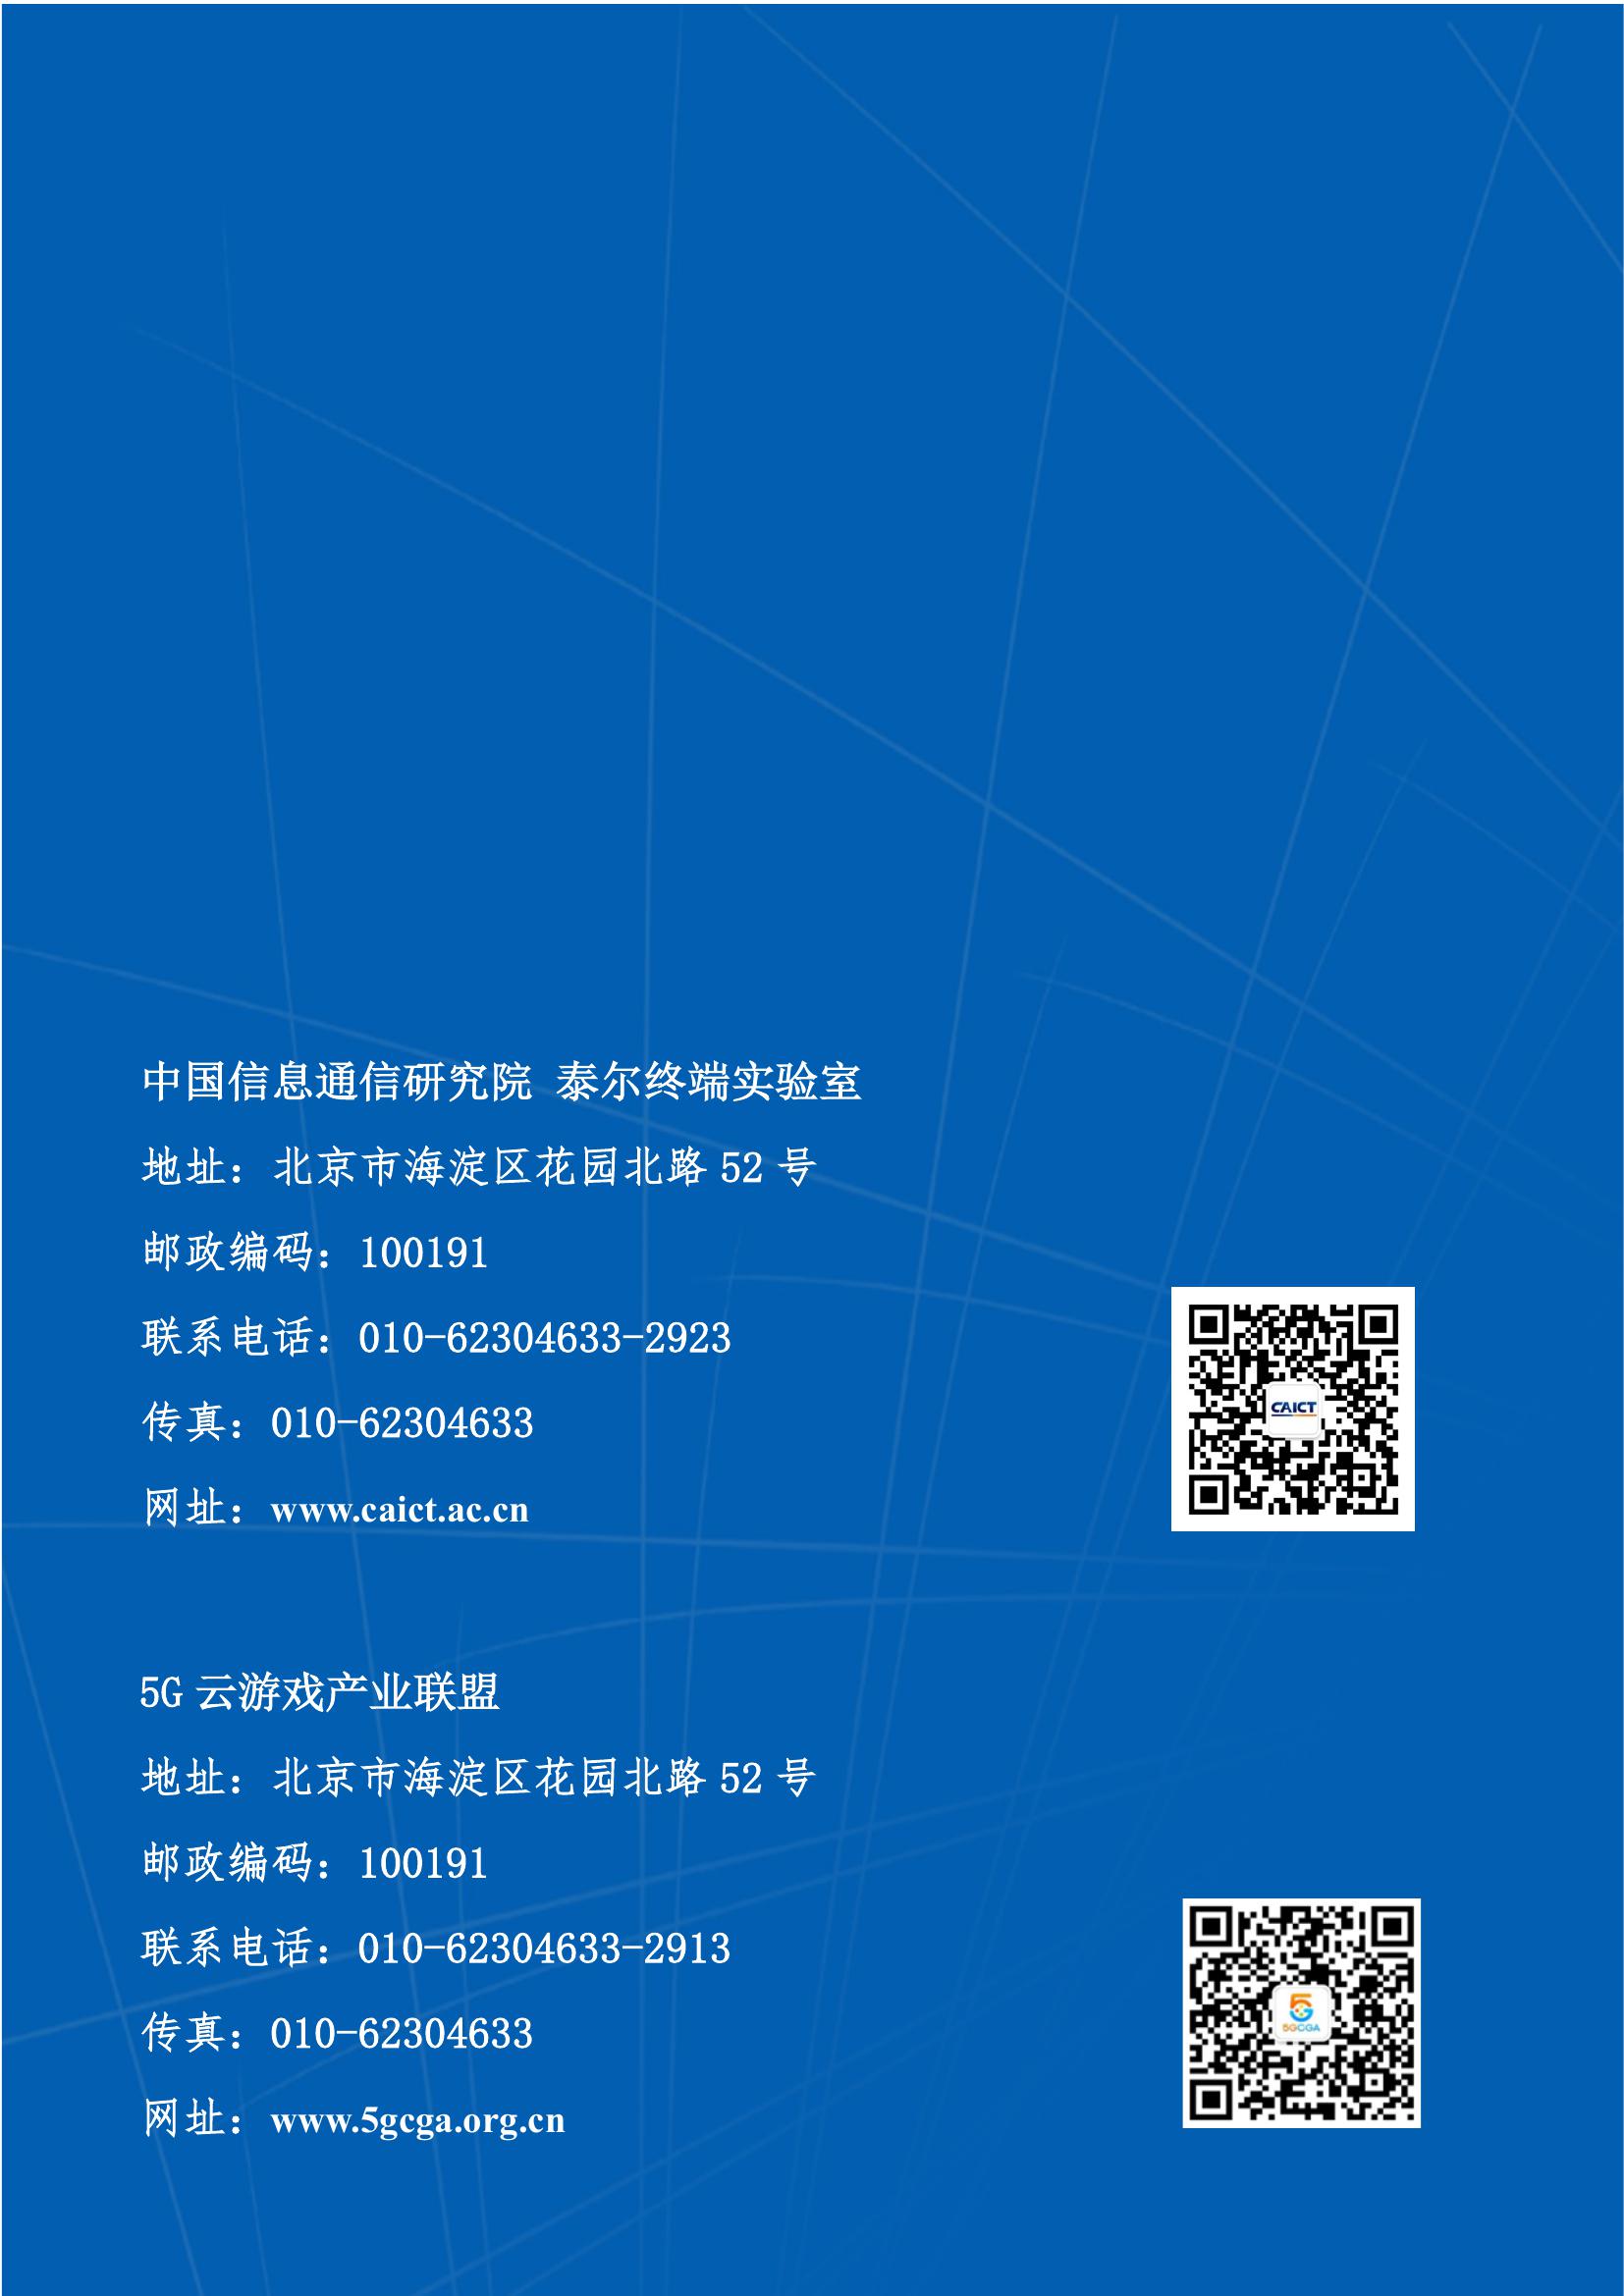 中国信息通信研究院 泰尔终端实验室
地址：北京市海淀区花园北路 52 号
邮政编码：100191
联系电话：010-62304633-2923
传真：010-62304633
网址：www.caict.ac.cn
CAICT
5G 云游戏产业联盟
地址：北京市海淀区花园北路 52 号
邮政编码：100191
联系电话：010-62304633-2913
传真：010-62304633
网址：www.5gcga.org.cn
5G
5GCGA